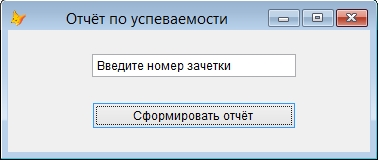 Отчёт по успеваемости
Введите номер зачетки
Сформировать отчёт